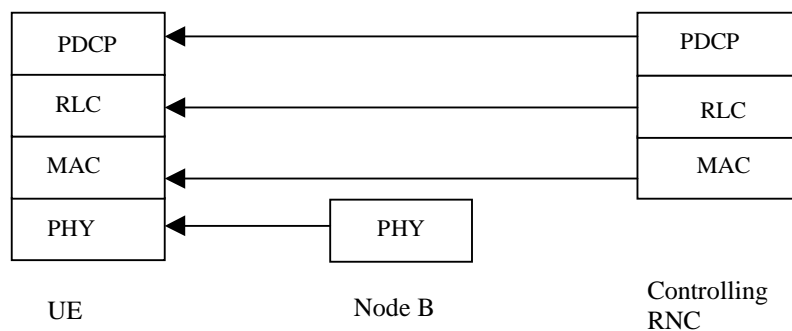 PDCP
PDCP
RLC
RLC
MAC
MAC
PHY
PHY
UE
Node B
Controlling
RNC